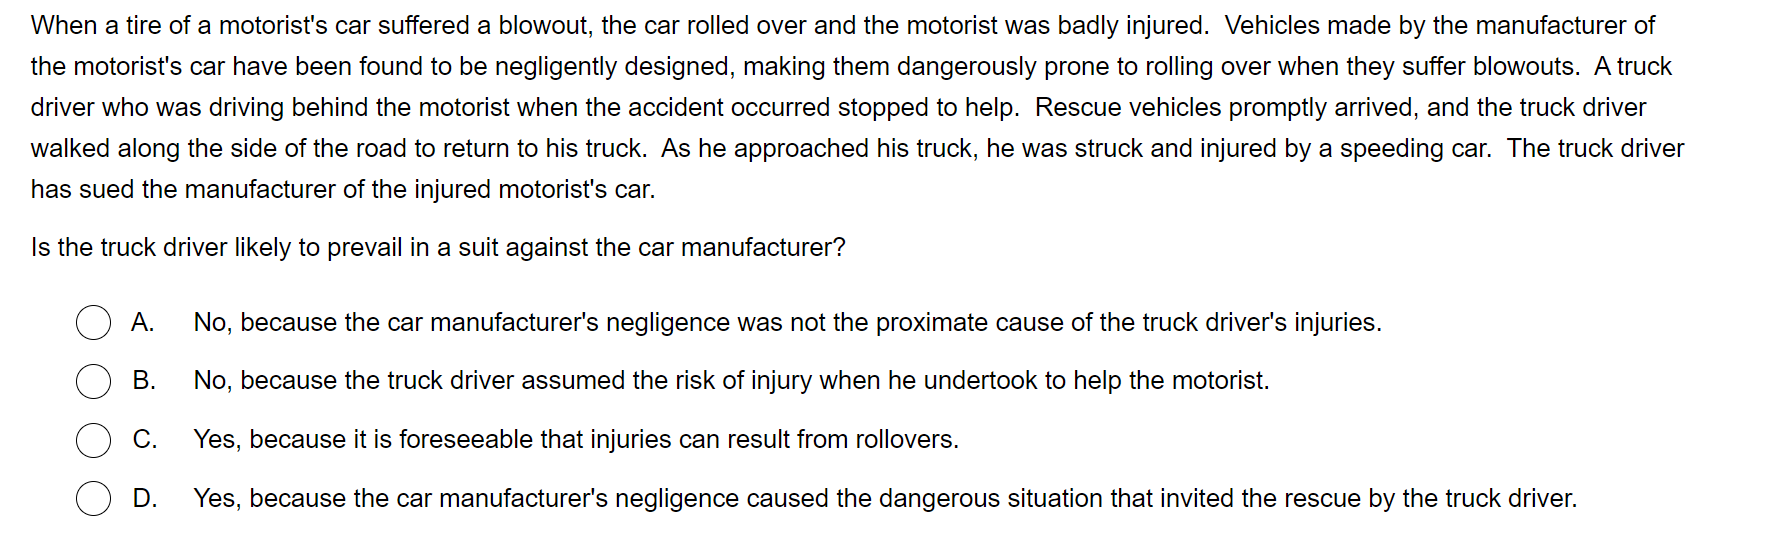 When a tire of a motorist's car suffered a blowout, the car rolled over and the motorist was badly injured.  Vehicles made by the manufacturer of
the motorist's car have been found to be negligently designed, making them dangerously prone to rolling over when they suffer blowouts.  A truck
driver who was driving behind the motorist when the accident occurred stopped to help.  Rescue vehicles promptly arrived, and the truck driver
walked along the side of the road to return to his truck.  As he approached his truck, he was struck and injured by a speeding car.  The truck driver
has sued the manufacturer of the injured motorist's car.
Is the truck driver likely to prevail in a suit against the car manufacturer?
A. No, because the car manufacturer's negligence was not the proximate cause of the truck driver's injuries.
B. No, because the truck driver assumed the risk of injury when he undertook to help the motorist.
C. Yes, because it is foreseeable that injuries can result from rollovers.
D. Yes, because the car manufacturer's negligence caused the dangerous situation that invited the rescue by the truck driver.